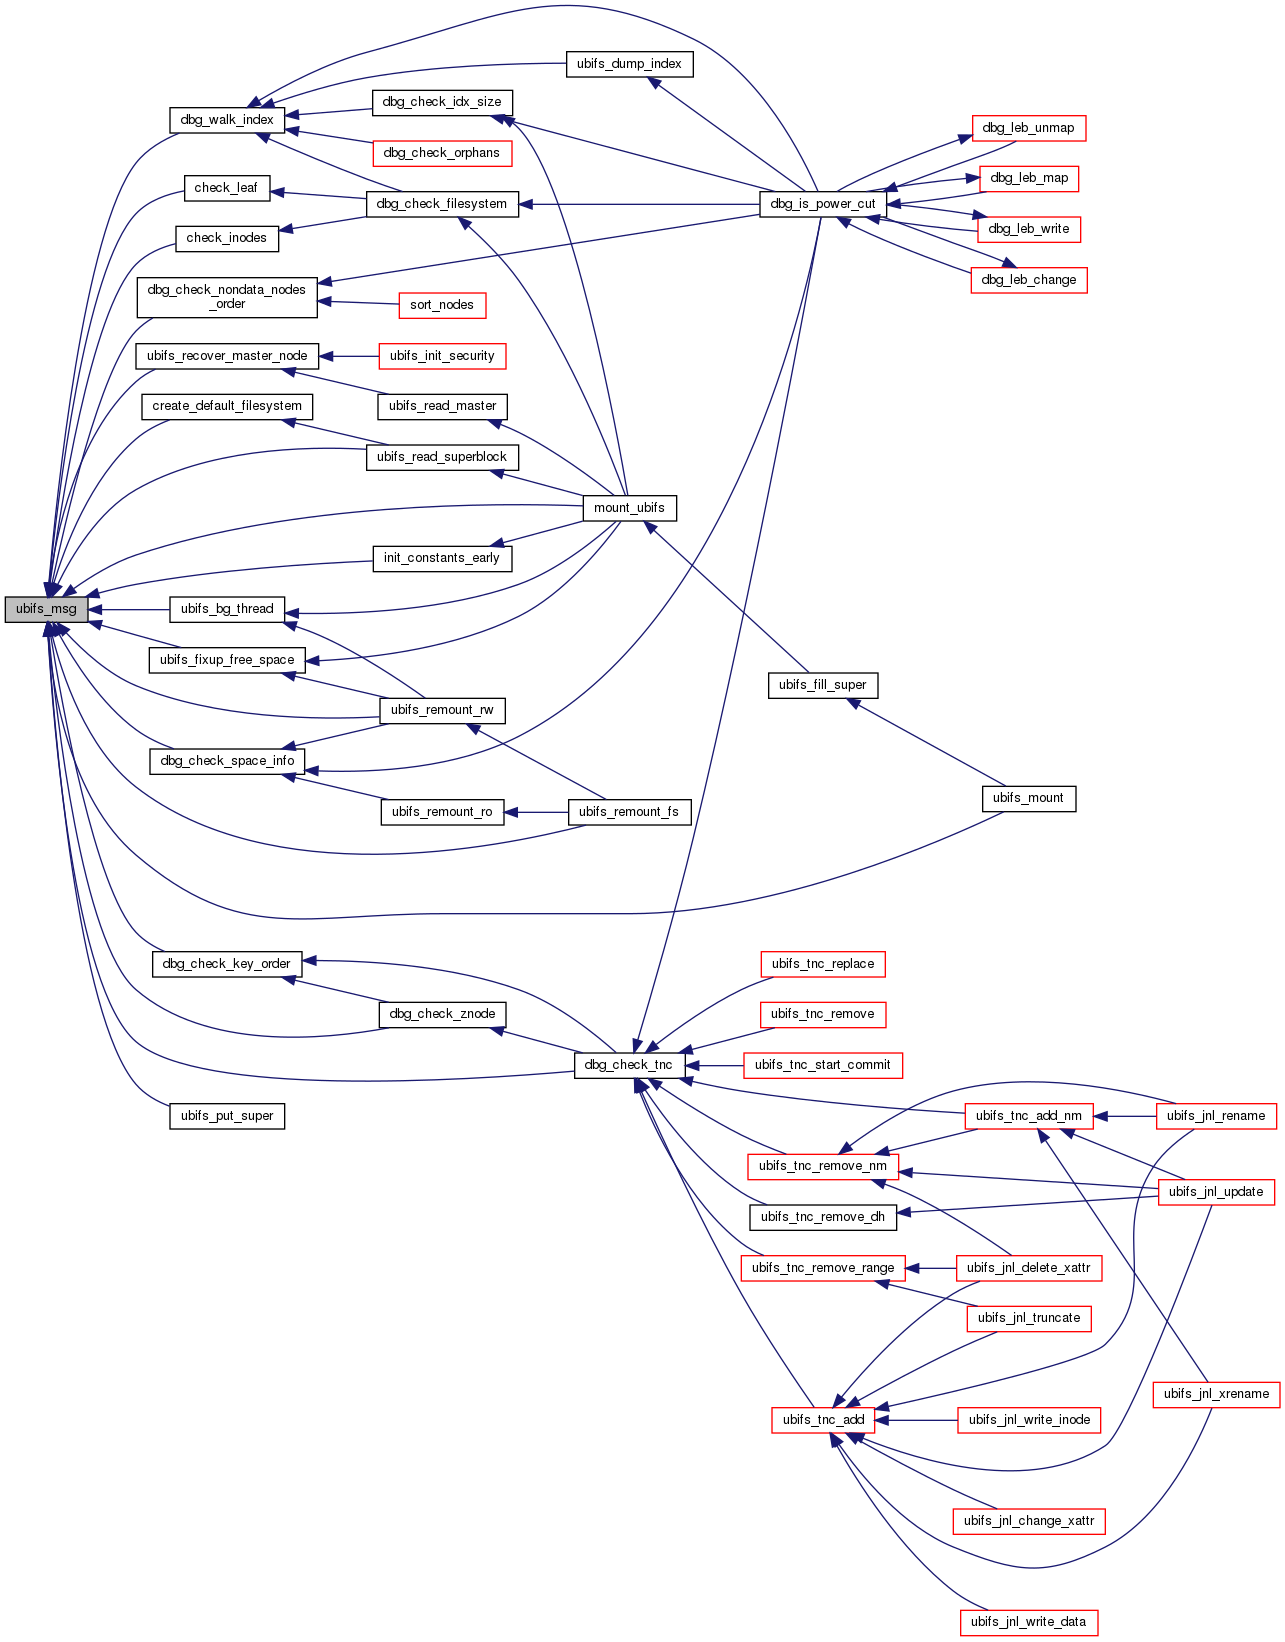 ubifs_dump_index
dbg_check_idx_size
dbg_walk_index
dbg_leb_unmap
dbg_check_orphans
dbg_leb_map
check_leaf
dbg_check_filesystem
dbg_is_power_cut
dbg_leb_write
check_inodes
dbg_leb_change
dbg_check_nondata_nodes
_order
sort_nodes
ubifs_recover_master_node
ubifs_init_security
create_default_filesystem
ubifs_read_master
ubifs_read_superblock
mount_ubifs
init_constants_early
ubifs_msg
ubifs_bg_thread
ubifs_fixup_free_space
ubifs_fill_super
ubifs_remount_rw
dbg_check_space_info
ubifs_mount
ubifs_remount_ro
ubifs_remount_fs
dbg_check_key_order
ubifs_tnc_replace
dbg_check_znode
ubifs_tnc_remove
dbg_check_tnc
ubifs_tnc_start_commit
ubifs_put_super
ubifs_tnc_add_nm
ubifs_jnl_rename
ubifs_tnc_remove_nm
ubifs_jnl_update
ubifs_tnc_remove_dh
ubifs_tnc_remove_range
ubifs_jnl_delete_xattr
ubifs_jnl_truncate
ubifs_jnl_xrename
ubifs_tnc_add
ubifs_jnl_write_inode
ubifs_jnl_change_xattr
ubifs_jnl_write_data